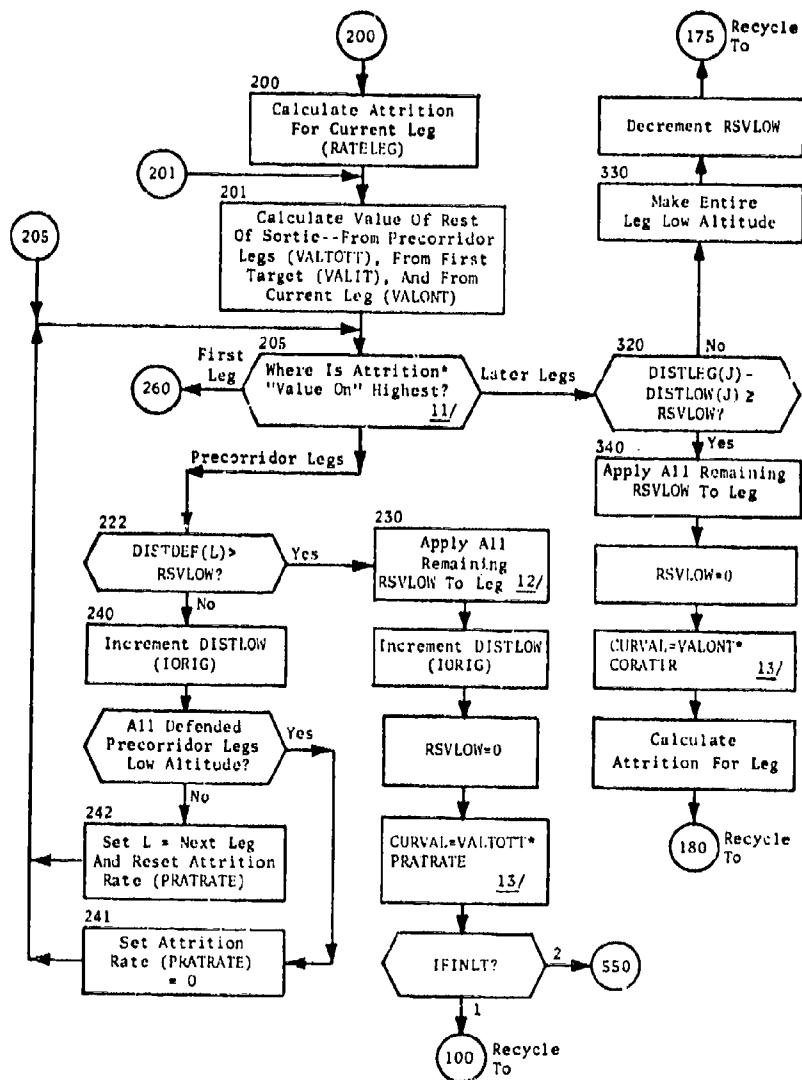 200
175
Recycle
To
200
Calculate Attrition
For Current Leg
(RATELEG)
Decrement RSVLOW
201
330
201
Make Entire
Leg Low Altitude
Calculate Value Of Rest
Of Sortie--From Precorridor
Legs (VALTOTT), From First
Target (VALIT), And From
Current Leg (VALONT)
205
205
First
Leg
Where Is Attrition*
"Value On" Highest?
11/
Later Legs
260
320
No
DISTLEG(J)-
DISTLOW(J)≥
RSVLOW?
Yes
Precorridor Legs
340
Apply All Remaining
RSVLOW To Leg
222
DISTDEF(L)>
RSVLOW?
Yes
No
230
Apply All
Remaining
RSVLOW To Leg 12/
RSVLOW=0
240
Increment DISTLOW
(IORIG)
Increment DISTLOW
(IORIG)
CURVAL=VALONT*
CORATTR 13/
All Defended
Precorridor Legs
Low Altitude?
Yes
No
RSVLOW=0
Calculate
Attrition For Leg
242
Set L = Next Leg
And Reset Attrition
Rate (PRATRATE)
CURVAL=VALTOTT*
PRATRATE
13/
180
Recycle
To
241
Set Attrition
Rate (PRATRATE)
= 0
IFINLT?
2
550
1
100
Recycle
To